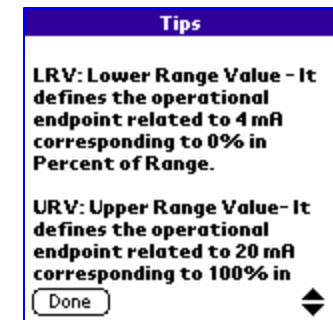 Tips
LRV: Lower Range Value - It
defines the operational
endpoint related to 4 mA
corresponding to 0% in
Percent of Range.
URV: Upper Range Value- It
defines the operational
endpoint related to 20 mA
corresponding to 100% in
Done